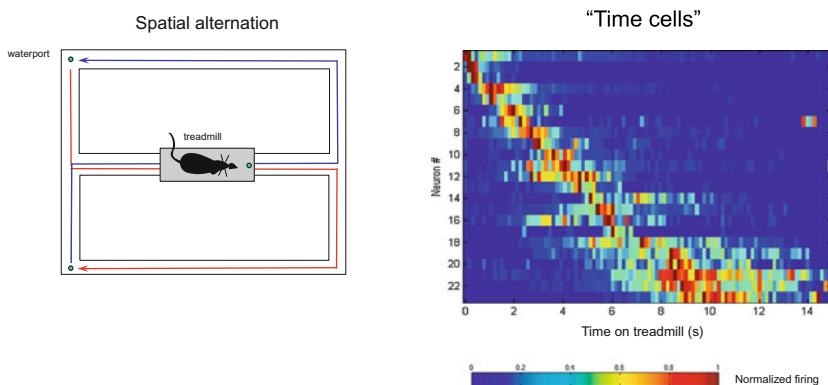 Spatial alternation
waterport
treadmill
“Time cells”
Neuron #
2
4
6
8
10
12
14
16
18
20
22
0 2 4 6 8 10 12 14
Time on treadmill (s)
0 0.2 0.4 0.6 0.8 1
Normalized firing